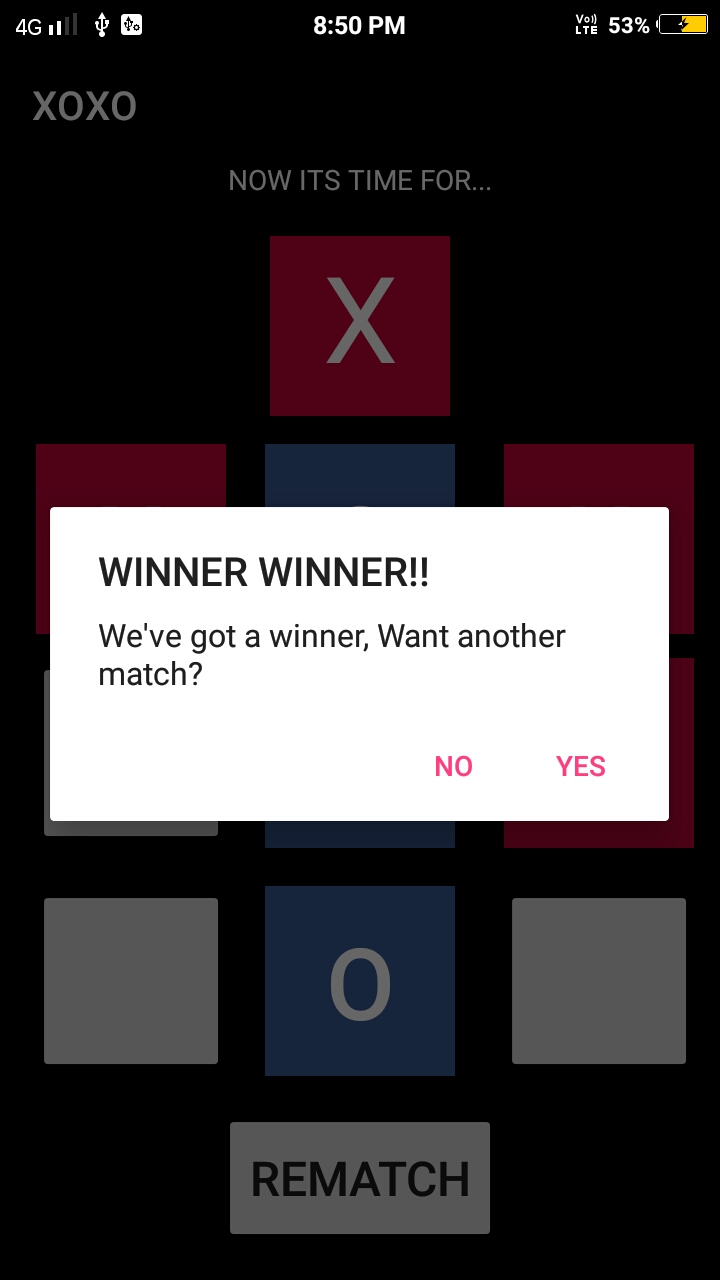 4G 8:50 PM Vo) LTE 53%
XOXO
NOW ITS TIME FOR...
X
WINNER WINNER!!
We've got a winner, Want another
match?
NO YES
O
REMATCH